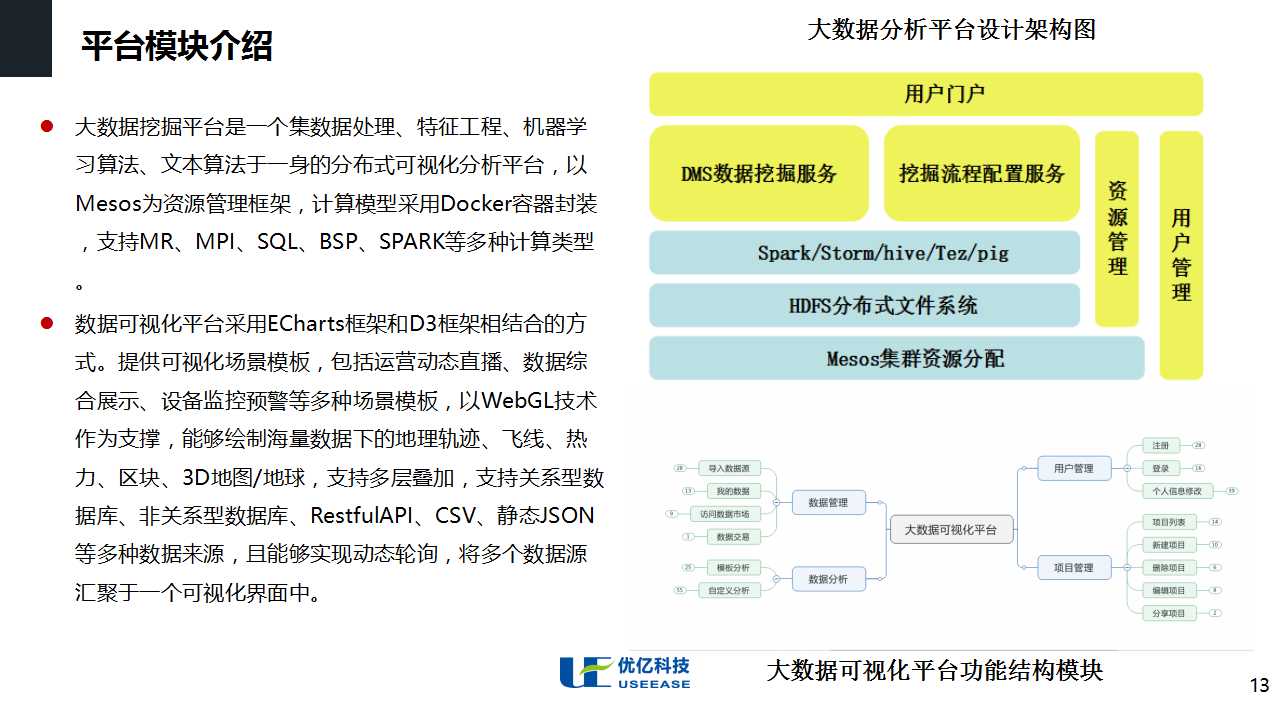 平台模块介绍
大数据挖掘平台是一个集数据处理、特征工程、机器学
习算法、文本算法于一身的分布式可视化分析平台，以
Mesos为资源管理框架，计算模型采用Docker容器封装
，支持MR、MPI、SQL、BSP、SPARK等多种计算类型
。
数据可视化平台采用ECharts框架和D3框架相结合的方
式。提供可视化场景模板，包括运营动态直播、数据综
合展示、设备监控预警等多种场景模板，以WebGL技术
作为支撑，能够绘制海量数据下的地理轨迹、飞线、热
力、区块、3D地图/地球，支持多层叠加，支持关系型数
据库、非关系型数据库、RestfulAPI、CSV、静态JSON
等多种数据来源，且能够实现动态轮询，将多个数据源
汇聚于一个可视化界面中。
大数据分析平台设计架构图
用户门户
DMS数据挖掘服务
挖掘流程配置服务
资源管理
用户管理
Spark/Storm/hive/Tez/pig
HDFS分布式文件系统
Mesos集群资源分配
大数据可视化平台
数据管理
28 导入数据源
13 我的数据
9 访问数据市场
3 数据交易
数据分析
25 模板分析
55 自定义分析
用户管理
注册 28
登录 16
个人信息修改 39
项目管理
项目列表 14
新建项目 10
删除项目 6
编辑项目 8
分享项目 2
大数据可视化平台功能结构模块
UE 优亿科技
USEEASE
13